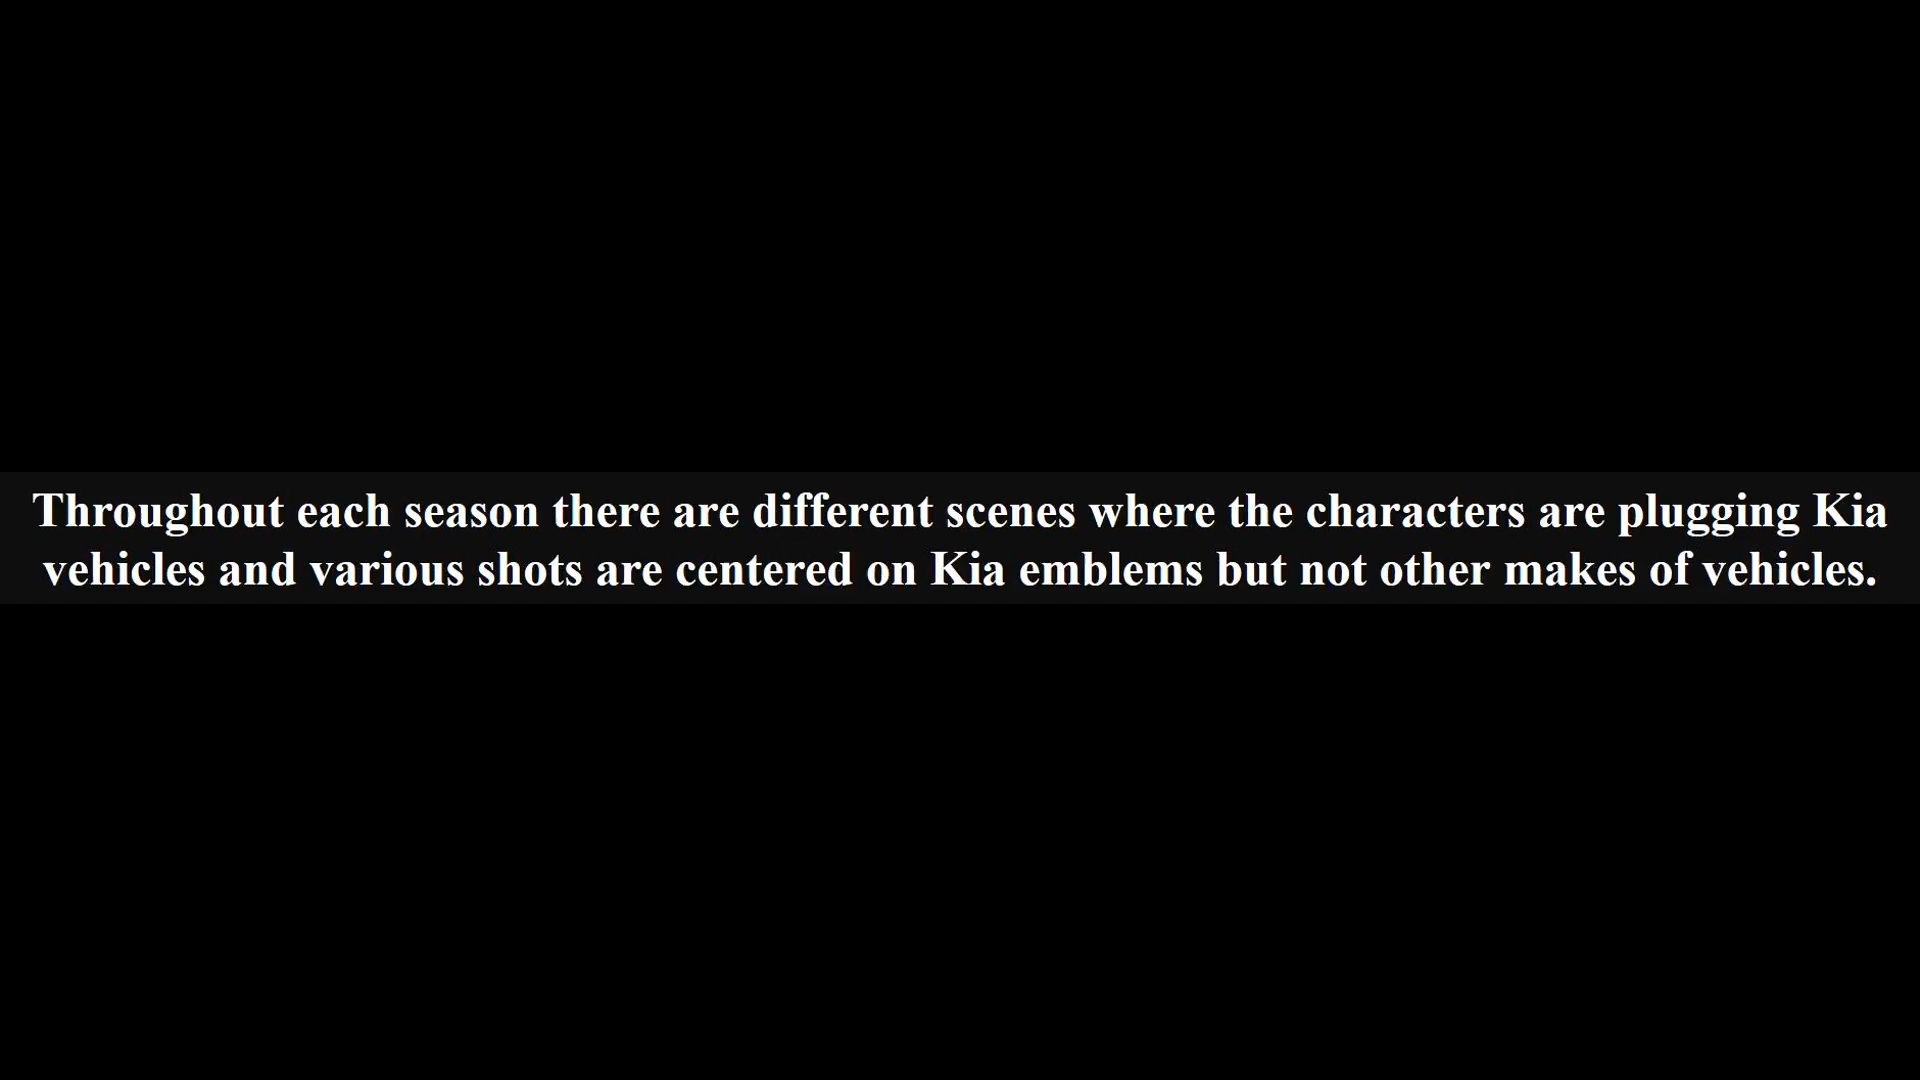 Throughout each season there are different scenes where the characters are plugging Kia
vehicles and various shots are centered on Kia emblems but not other makes of vehicles.